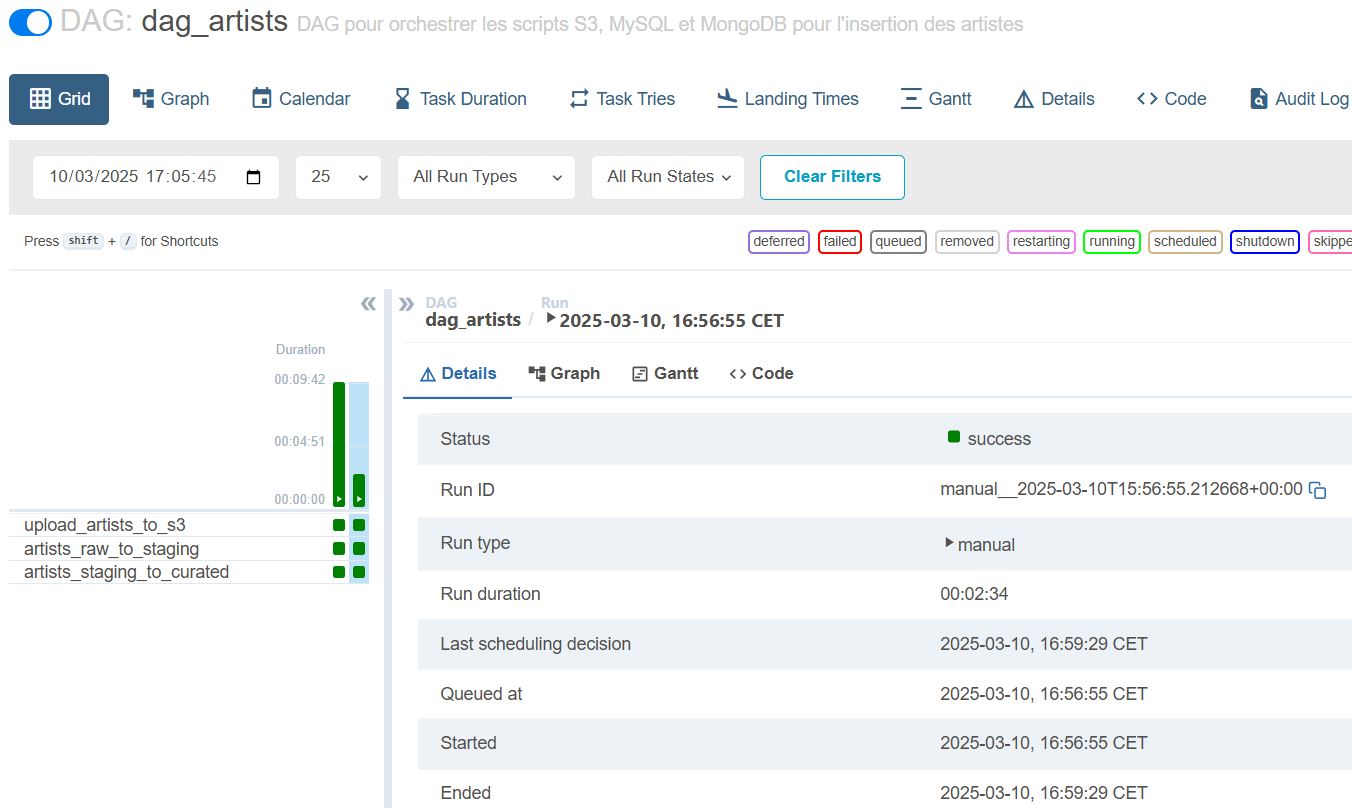 DAG: dag_artists DAG pour orchestrer les scripts S3, MySQL et MongoDB pour l'insertion des artistes
Grid Graph Calendar Task Duration Task Tries Landing Times Gantt Details Code Audit Log
10/03/2025 17:05:45 25 All Run Types All Run States Clear Filters
Press shift + / for Shortcuts deferred failed queued removed restarting running scheduled shutdown skippe
DAG Run
dag_artists / 2025-03-10, 16:56:55 CET
Duration
00:09:42
00:04:51
00:00:00
upload_artists_to_s3
artists_raw_to_staging
artists_staging_to_curated
Details Graph Gantt Code
Status success
Run ID manual__2025-03-10T15:56:55.212668+00:00
Run type manual
Run duration 00:02:34
Last scheduling decision 2025-03-10, 16:59:29 CET
Queued at 2025-03-10, 16:56:55 CET
Started 2025-03-10, 16:56:55 CET
Ended 2025-03-10, 16:59:29 CET